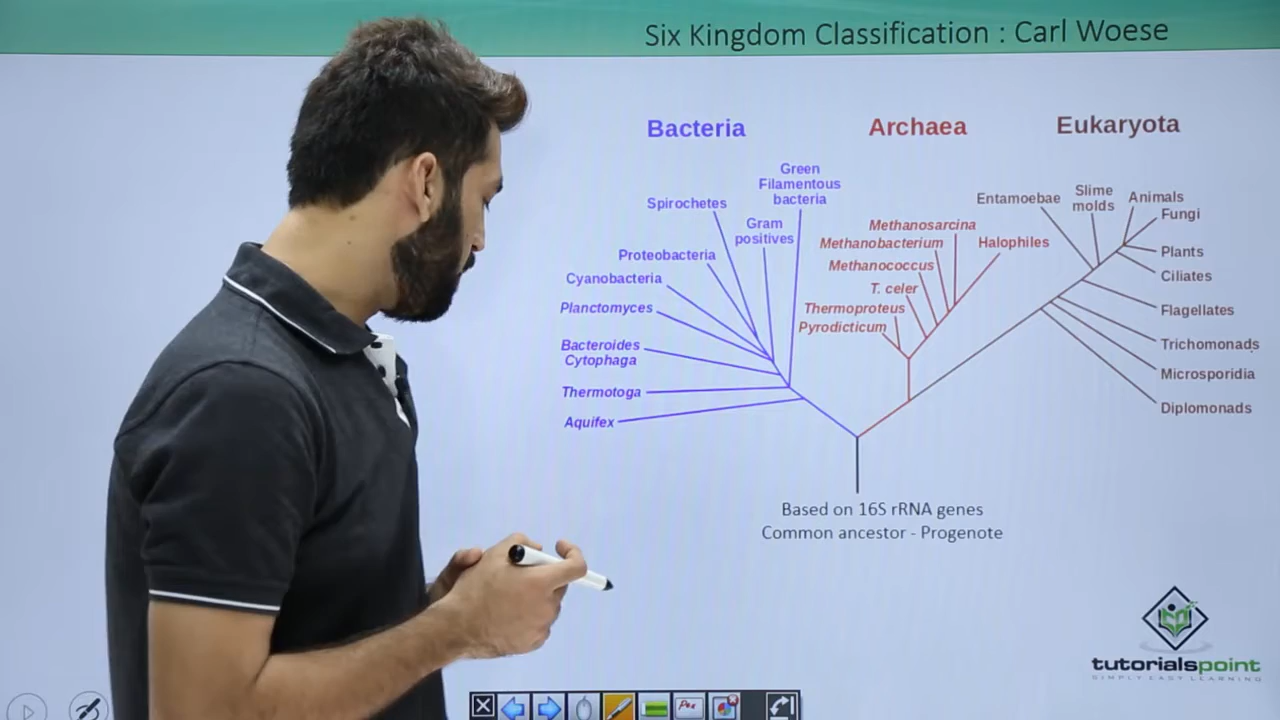 Six Kingdom Classification : Carl Woese
Bacteria
Archaea
Eukaryota
Green
Filamentous
bacteria
Spirochetes
Gram
positives
Proteobacteria
Cyanobacteria
Planctomyces
Bacteroides
Cytophaga
Thermotoga
Aquifex
Methanosarcina
Methanobacterium
Halophiles
Methanococcus
T. celer
Thermoproteus
Pyrodicticum
Entamoebae
Slime
molds
Animals
Fungi
Plants
Ciliates
Flagellates
Trichomonads
Microsporidia
Diplomonads
Based on 16S rRNA genes
Common ancestor - Progenote
tutorialspoint
SIMPLY EASY LEARNING